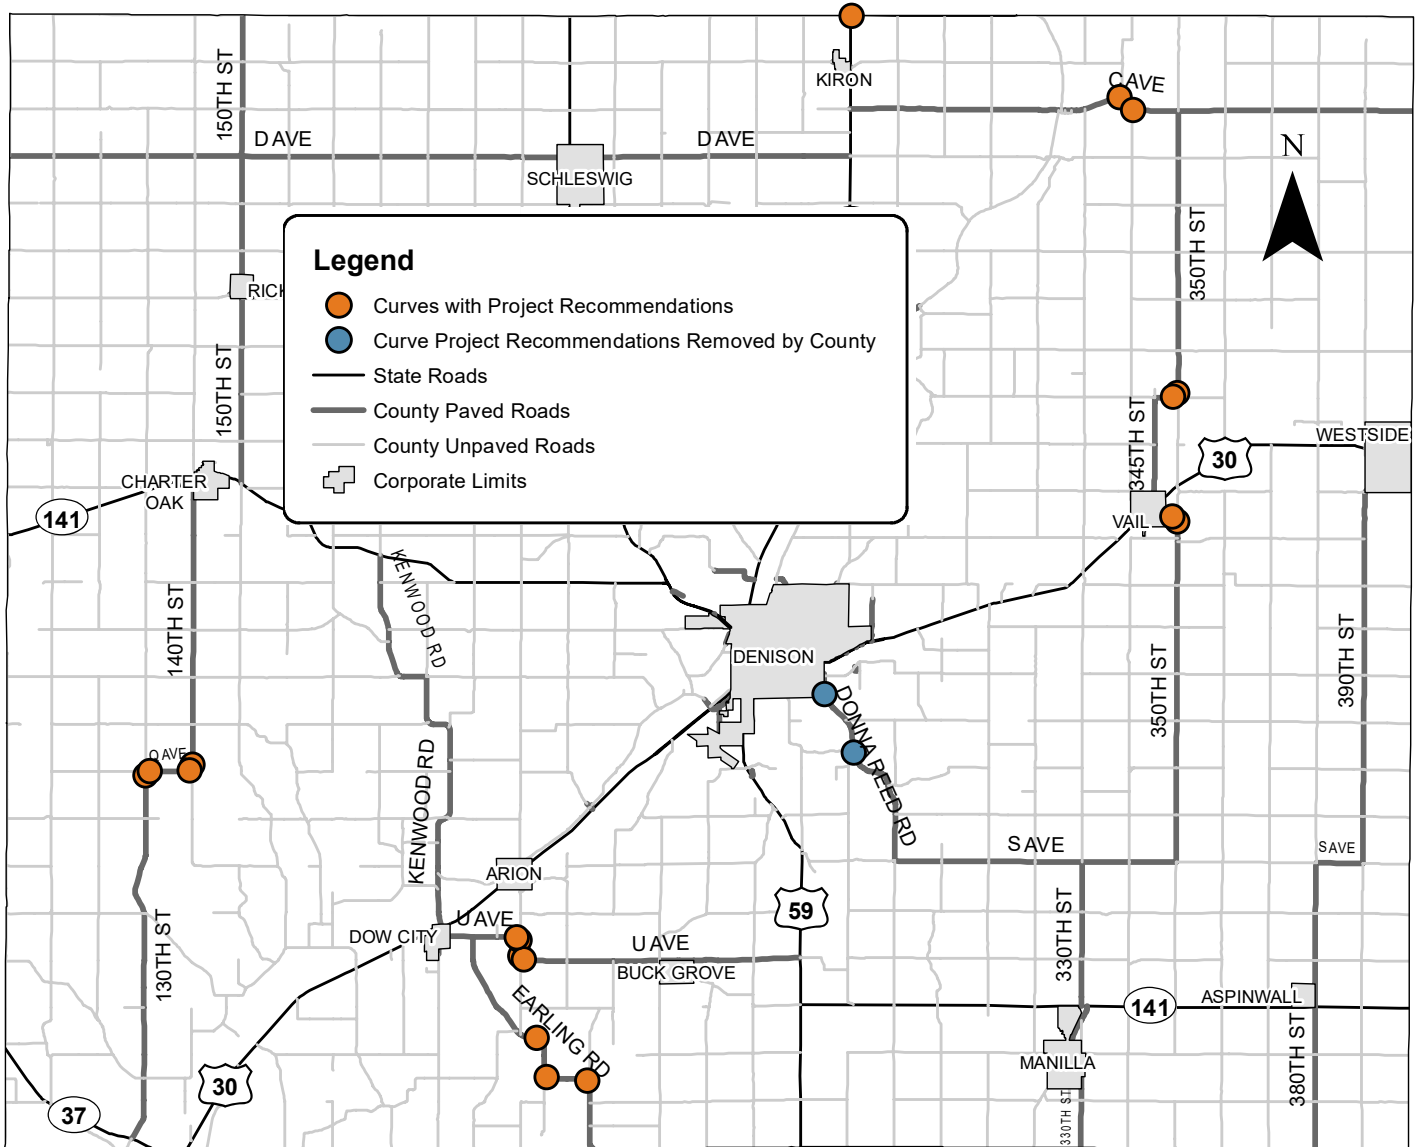 KIRON
C AVE
150TH ST
D AVE
D AVE
N
SCHLESWIG
350TH ST
Legend
RICK
Curves with Project Recommendations
Curve Project Recommendations Removed by County
State Roads
150TH ST
County Paved Roads
County Unpaved Roads
Corporate Limits
345TH ST
WESTSIDE
30
CHARTER
OAK
141
VAIL
KENWOOD RD
140TH ST
DENISON
390TH ST
350TH ST
DONNA REED RD
Q AVE
KENWOOD RD
S AVE
S AVE
ARION
59
U AVE
DOW CITY
U AVE
130TH ST
330TH ST
BUCK GROVE
EARLING RD
141
ASPINWALL
MANILLA
380TH ST
30
37
330TH ST